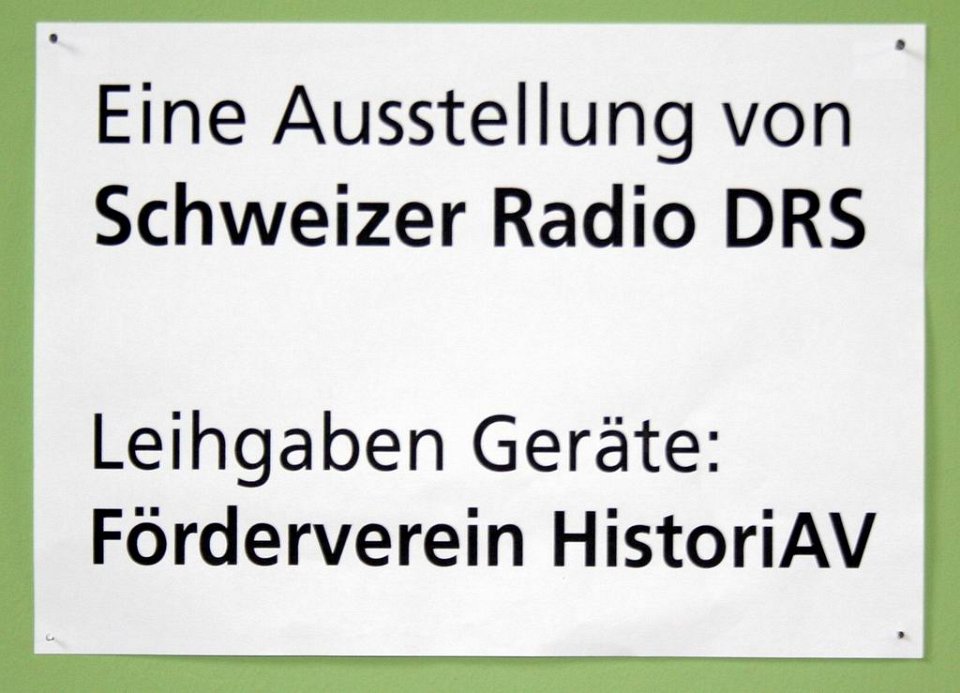 Eine Ausstellung von
Schweizer Radio DRS
Leihgaben Geräte:
Förderverein HistoriAV